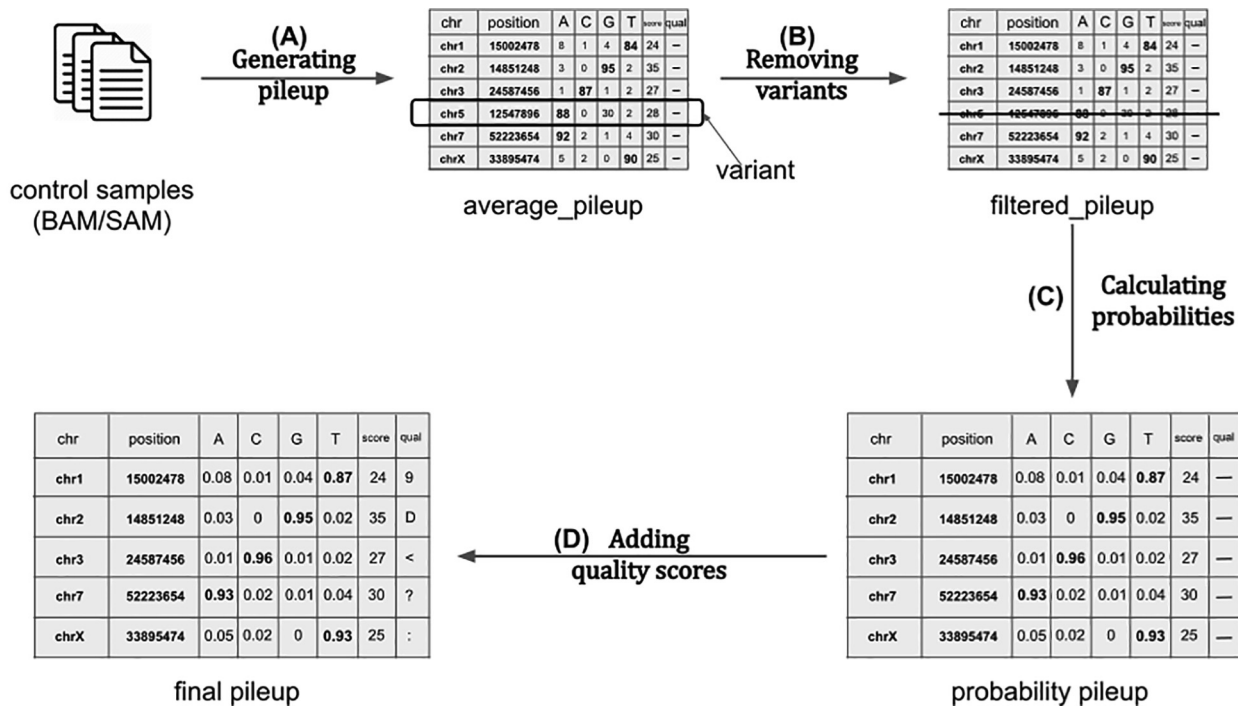 (A) Generating
pileup
control samples
(BAM/SAM)
chr position A C G T score qual
chr1 15002478 8 1 4 84 24 –
chr2 14851248 3 0 95 2 35 –
chr3 24587456 1 87 1 2 27 –
chr5 12547896 88 0 30 2 28 –
chr7 52223654 92 2 1 4 30 –
chrX 33895474 5 2 0 90 25 –
variant
average_pileup
(B)
Removing
variants
chr position A C G T score qual
chr1 15002478 8 1 4 84 24 –
chr2 14851248 3 0 95 2 35 –
chr3 24587456 1 87 1 2 27 –
chr5 12547896 88 0 30 2 28 –
chr7 52223654 92 2 1 4 30 –
chrX 33895474 5 2 0 90 25 –
filtered_pileup
(C) Calculating
probabilities
chr position A C G T score qual
chr1 15002478 0.08 0.01 0.04 0.87 24 —
chr2 14851248 0.03 0 0.95 0.02 35 —
chr3 24587456 0.01 0.96 0.01 0.02 27 —
chr7 52223654 0.93 0.02 0.01 0.04 30 —
chrX 33895474 0.05 0.02 0 0.93 25 —
probability pileup
(D) Adding
quality scores
chr position A C G T score qual
chr1 15002478 0.08 0.01 0.04 0.87 24 9
chr2 14851248 0.03 0 0.95 0.02 35 D
chr3 24587456 0.01 0.96 0.01 0.02 27 <
chr7 52223654 0.93 0.02 0.01 0.04 30 ?
chrX 33895474 0.05 0.02 0 0.93 25 :
final pileup